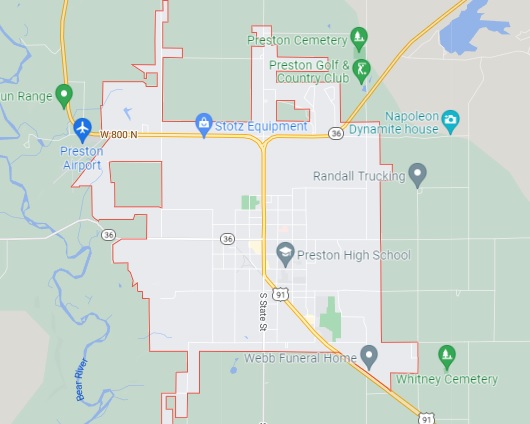 Preston Cemetery
Preston Golf &
Country Club
un Range
Napoleon
Dynamite house
W 800 N
Stotz Equipment
36
Preston
Airport
Randall Trucking
36
36
Preston High School
91
S State St
Webb Funeral Home
Whitney Cemetery
Bear River
91